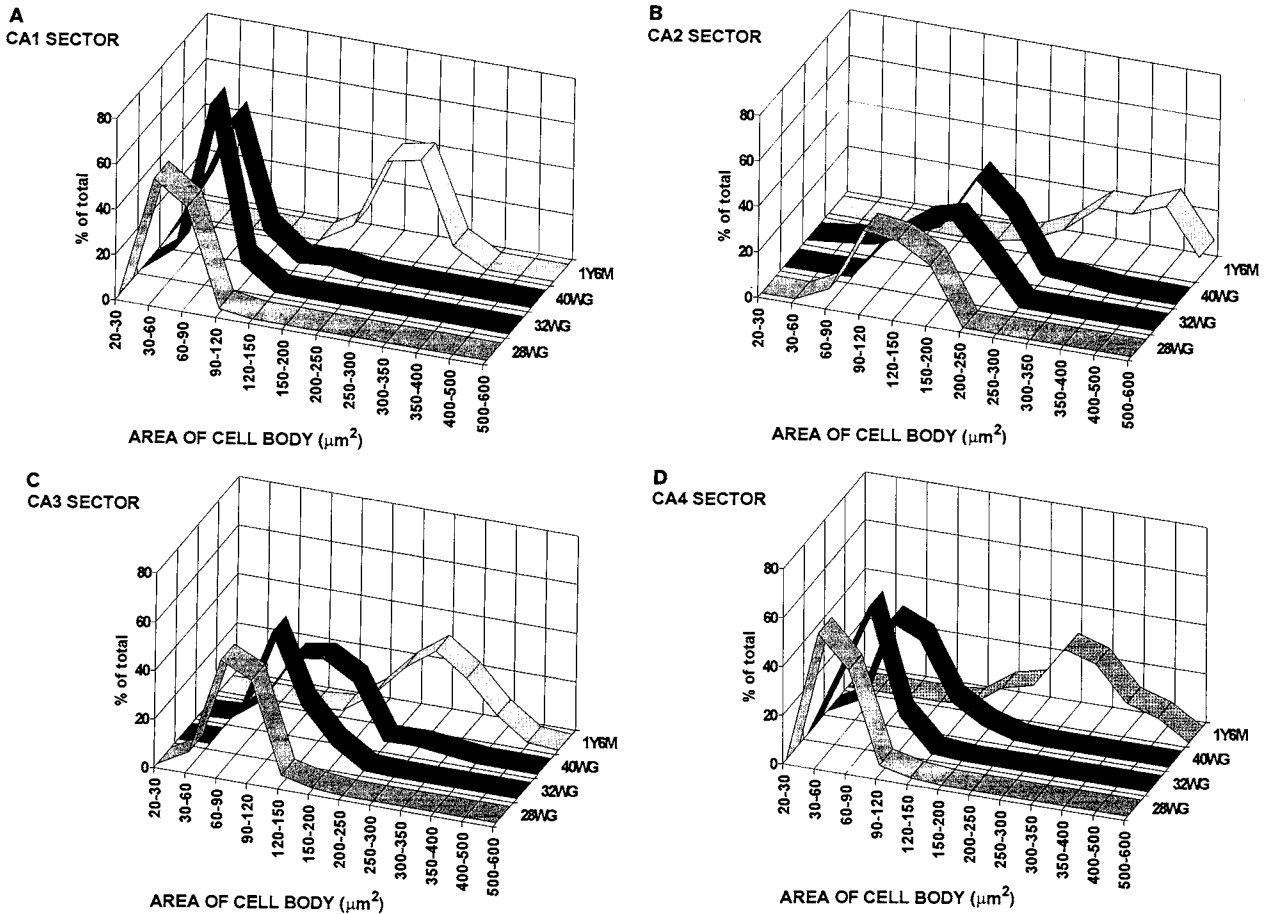 A
CA1 SECTOR
% of total
80
60
40
20
0
20-30
30-60
60-90
90-120
120-150
150-200
200-250
250-300
300-350
350-400
400-500
500-600
1Y6M
40WG
32WG
28WG
AREA OF CELL BODY (μm²)
B
CA2 SECTOR
% of total
80
60
40
20
0
20-30
30-60
60-90
90-120
120-150
150-200
200-250
250-300
300-350
350-400
400-500
500-600
1Y6M
40WG
32WG
28WG
AREA OF CELL BODY (μm²)
C
CA3 SECTOR
% of total
80
60
40
20
0
20-30
30-60
60-90
90-120
120-150
150-200
200-250
250-300
300-350
350-400
400-500
500-600
1Y6M
40WG
32WG
28WG
AREA OF CELL BODY (μm²)
D
CA4 SECTOR
% of total
80
60
40
20
0
20-30
30-60
60-90
90-120
120-150
150-200
200-250
250-300
300-350
350-400
400-500
500-600
1Y6M
40WG
32WG
28WG
AREA OF CELL BODY (μm²)